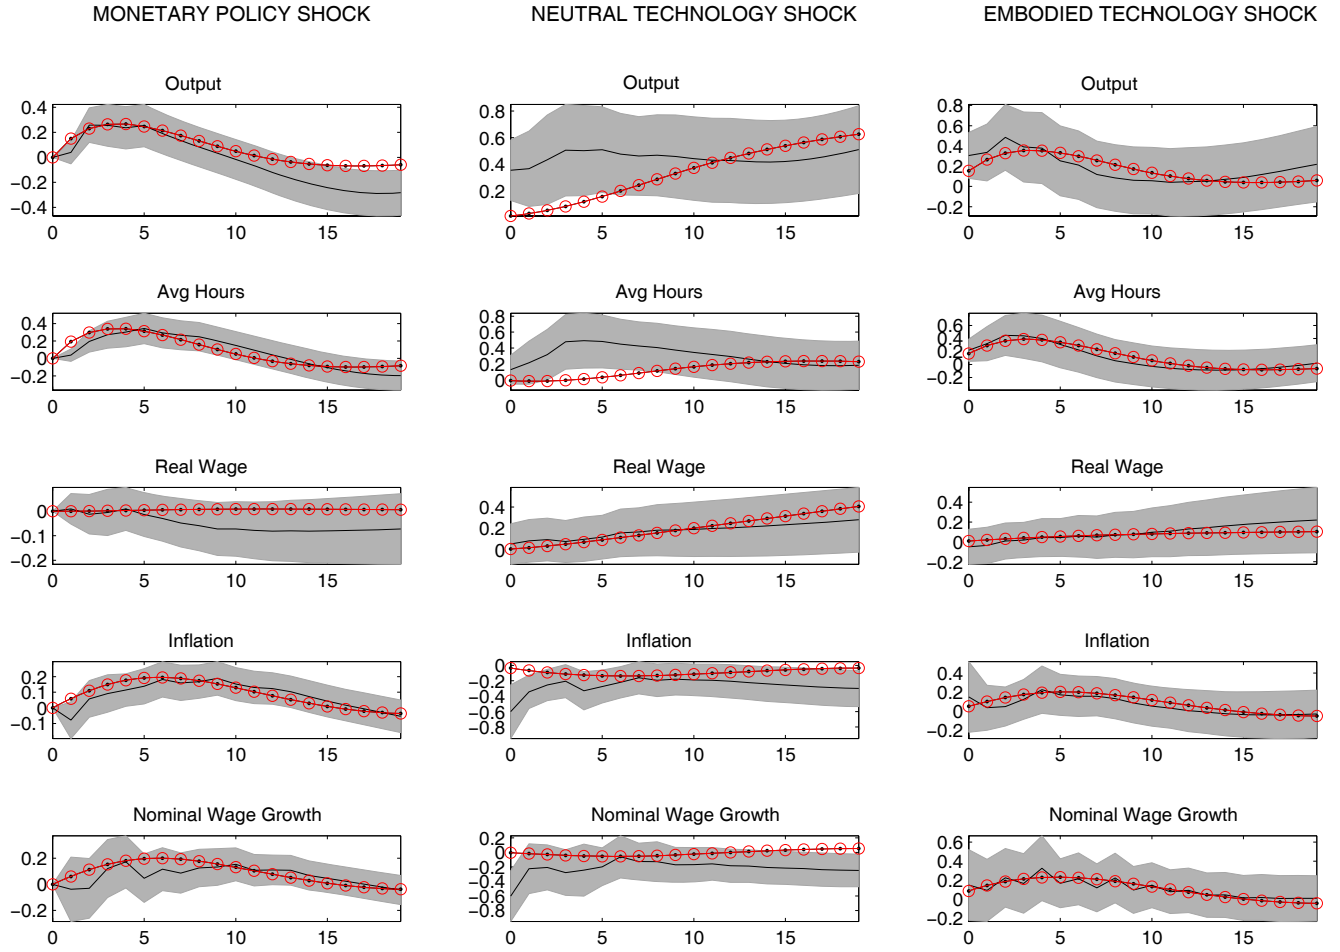 MONETARY POLICY SHOCK NEUTRAL TECHNOLOGY SHOCK EMBODIED TECHNOLOGY SHOCK
Output Output Output
0.4 0.8 0.8
0.2 0.6 0.6
0 0.4 0.4
−0.2 0.2 0.2
−0.4 0
−0.2
0 5 10 15 0 5 10 15 0 5 10 15
Avg Hours Avg Hours Avg Hours
0.4 0.8 0.6
0.2 0.6 0.4
0 0.4 0.2
−0.2 0.2 0
0 −0.2
0 5 10 15 0 5 10 15 0 5 10 15
Real Wage Real Wage Real Wage
0 0.4 0.4
−0.1 0.2 0.2
−0.2 0 0
−0.2
0 5 10 15 0 5 10 15 0 5 10 15
Inflation Inflation Inflation
0.2 0 0.4
0.1 −0.2 0.2
0 −0.4 0
−0.1 −0.6 −0.2
−0.8
0 5 10 15 0 5 10 15 0 5 10 15
Nominal Wage Growth Nominal Wage Growth Nominal Wage Growth
0.2 0.2 0.6
0 0 0.4
−0.2 −0.2 0.2
−0.4 0
−0.6 −0.2
−0.8
0 5 10 15 0 5 10 15 0 5 10 15